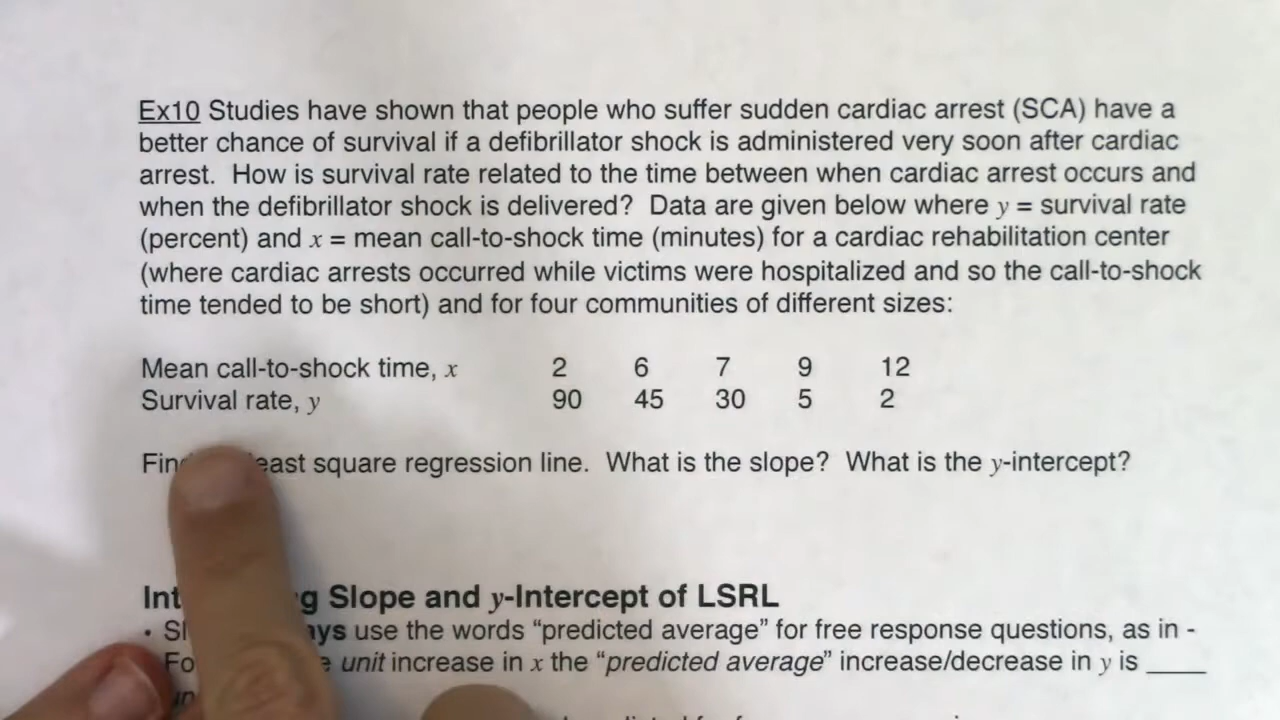 Ex10 Studies have shown that people who suffer sudden cardiac arrest (SCA) have a
better chance of survival if a defibrillator shock is administered very soon after cardiac
arrest. How is survival rate related to the time between when cardiac arrest occurs and
when the defibrillator shock is delivered? Data are given below where y = survival rate
(percent) and x = mean call-to-shock time (minutes) for a cardiac rehabilitation center
(where cardiac arrests occurred while victims were hospitalized and so the call-to-shock
time tended to be short) and for four communities of different sizes:
Mean call-to-shock time, x 2 6 7 9 12
Survival rate, y 90 45 30 5 2
square regression line. What is the slope? What is the y-intercept?
Slope and y-Intercept of LSRL
use the words “predicted average” for free response questions, as in -
unit increase in x the “predicted average” increase/decrease in y is ____